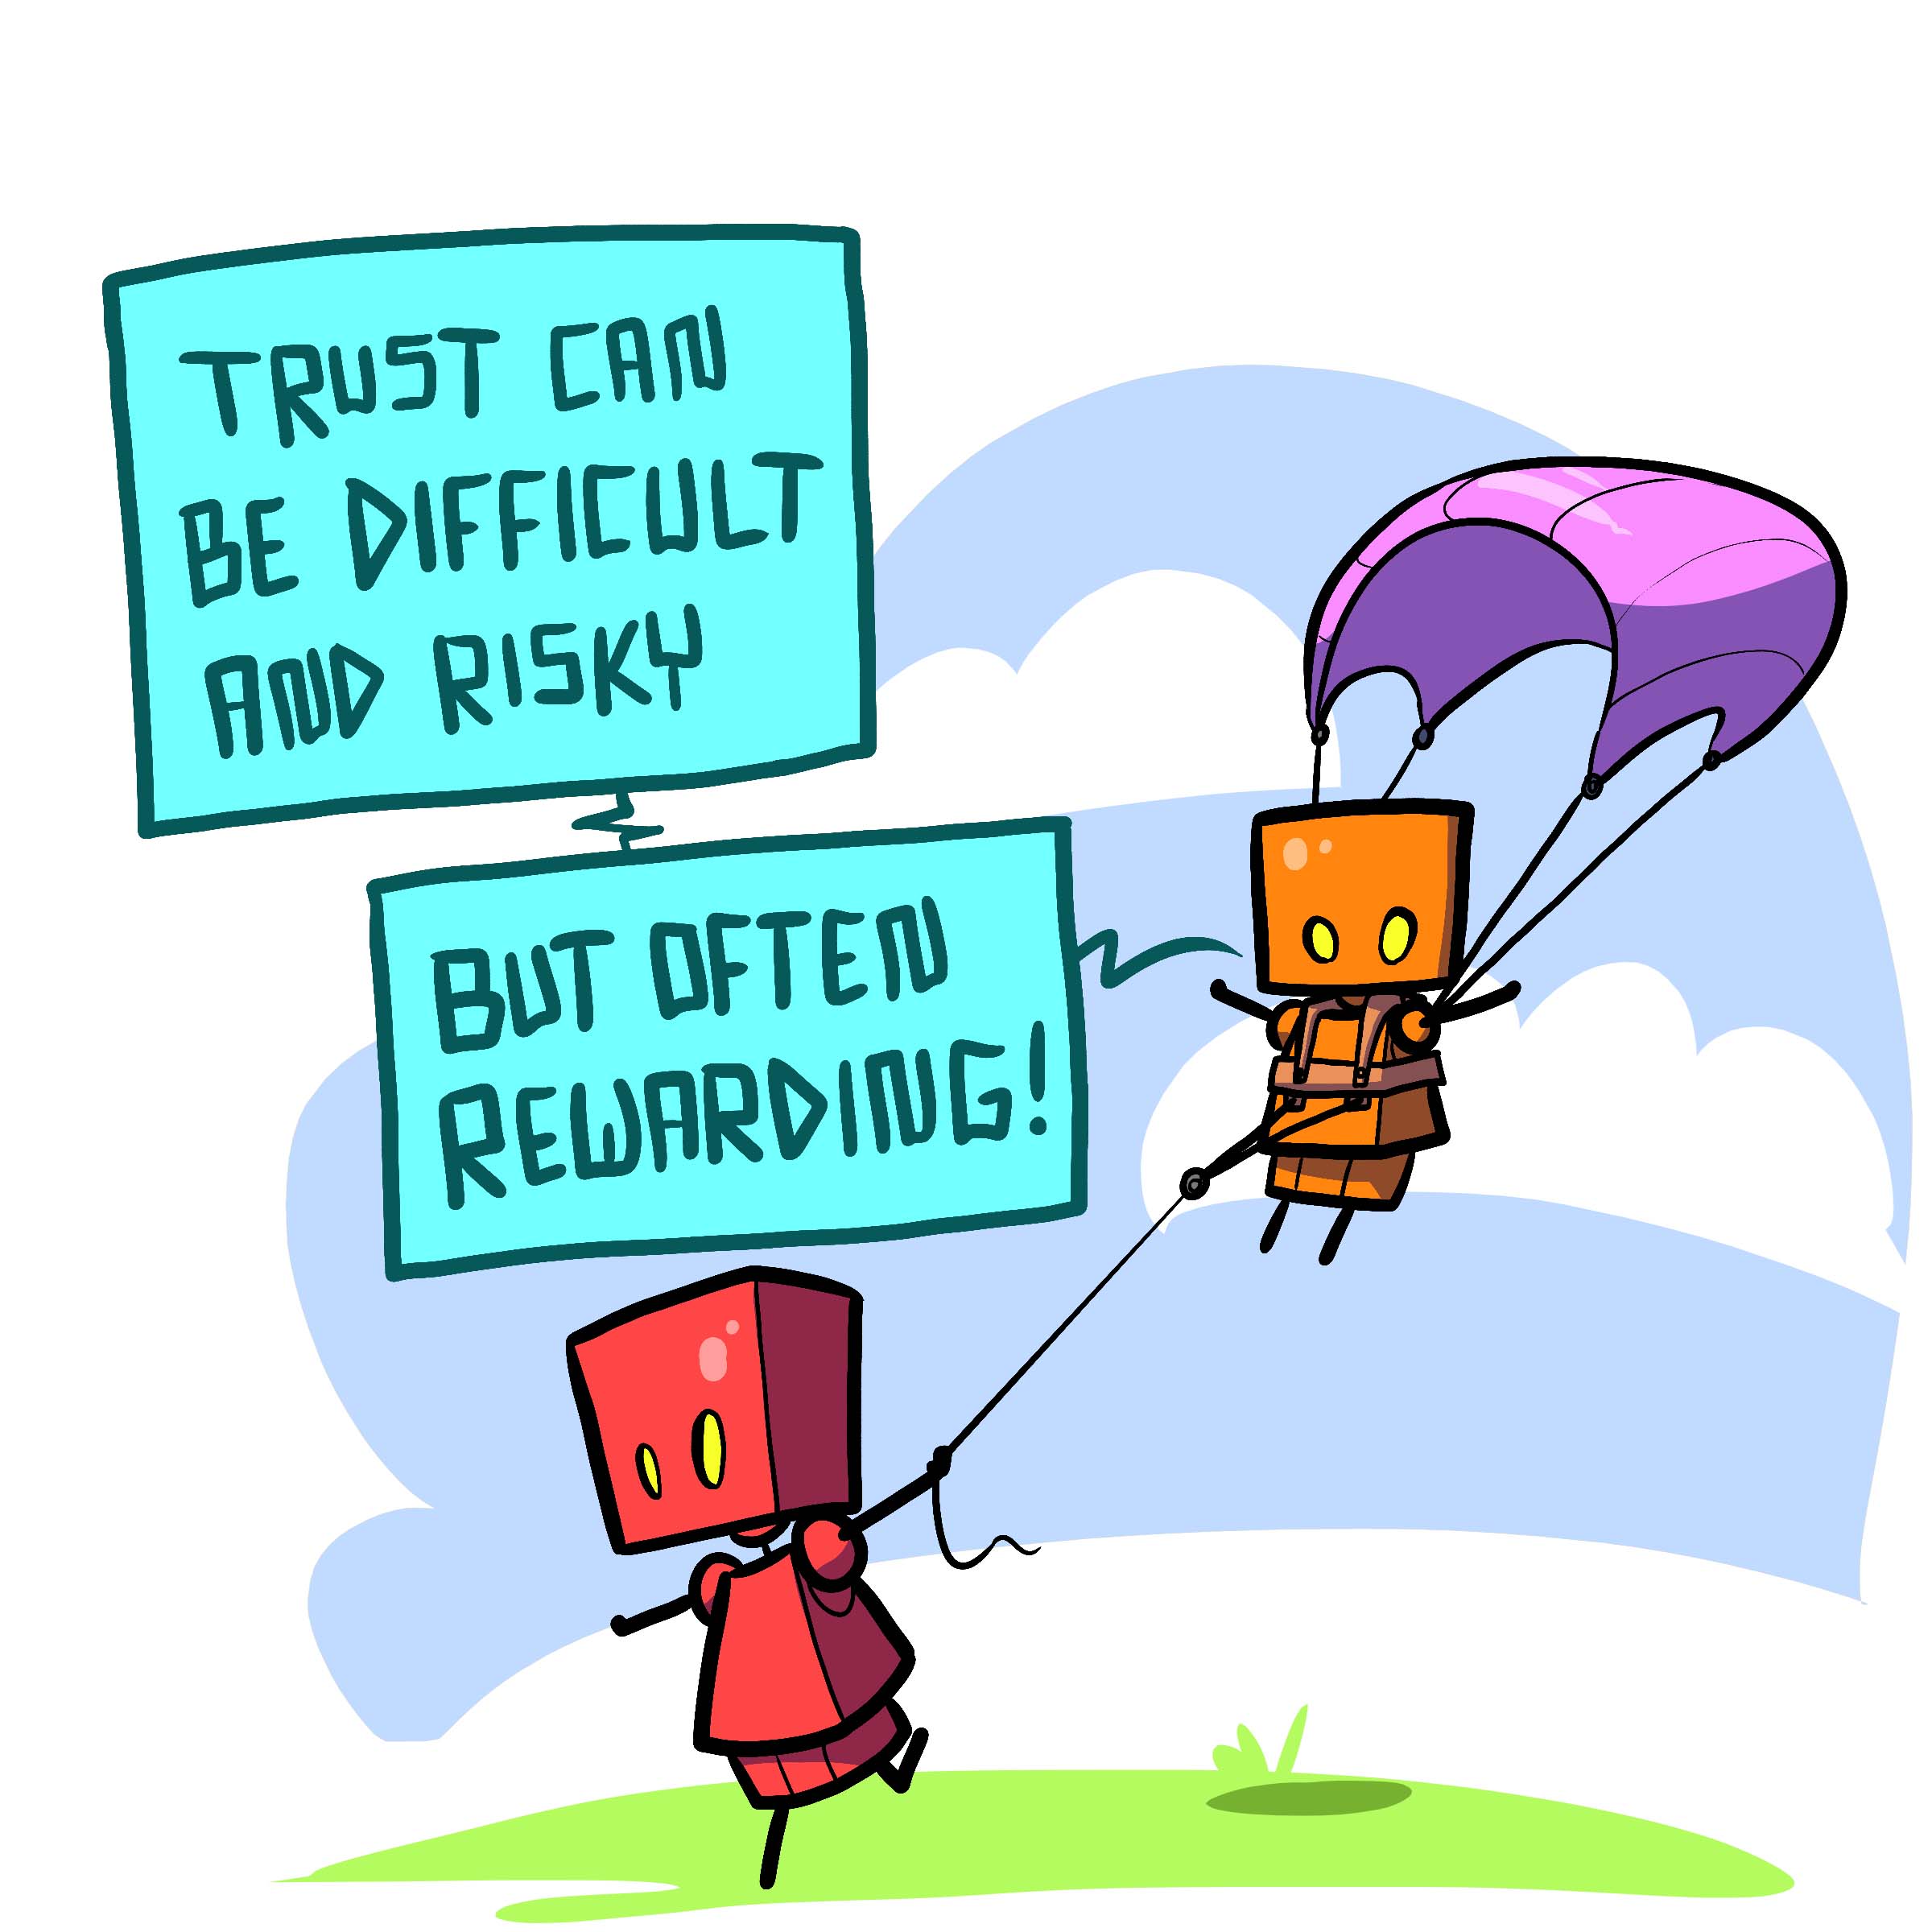 TRUST CAN
BE DIFFICULT
AND RISKY
BUT OFTEN
REWARDING!